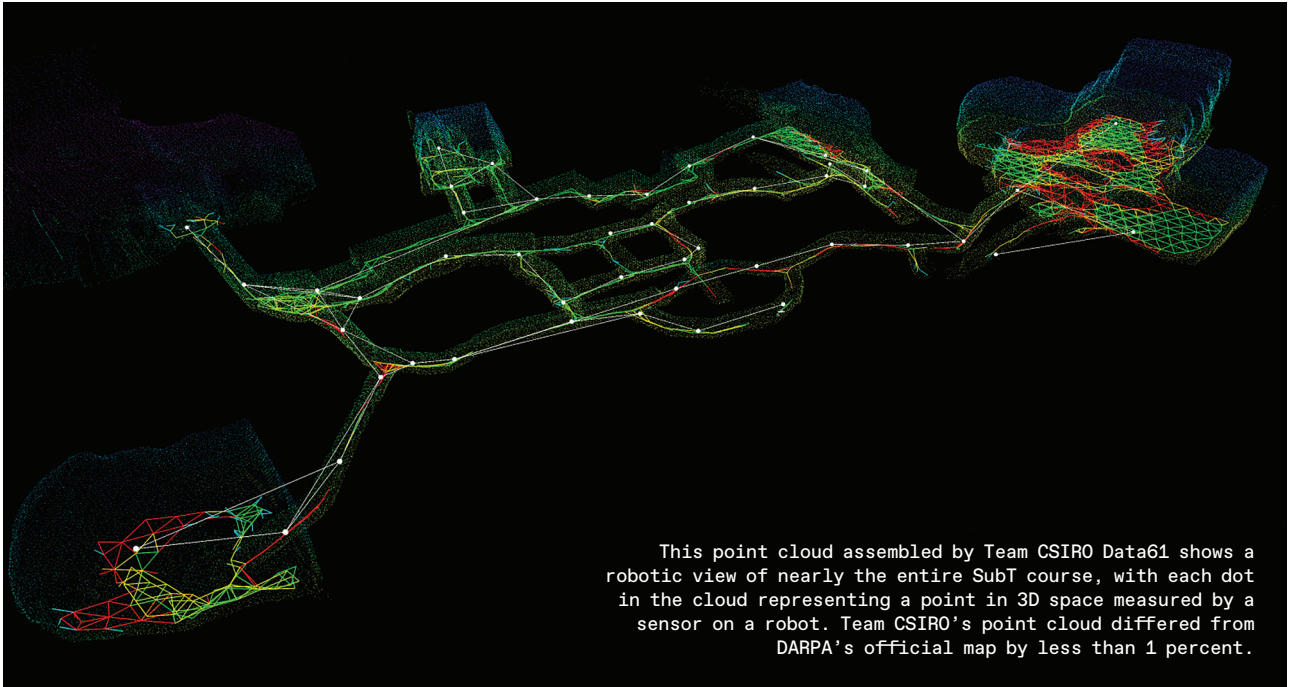 This point cloud assembled by Team CSIRO Data61 shows a
robotic view of nearly the entire SubT course, with each dot
in the cloud representing a point in 3D space measured by a
sensor on a robot. Team CSIRO’s point cloud differed from
DARPA’s official map by less than 1 percent.